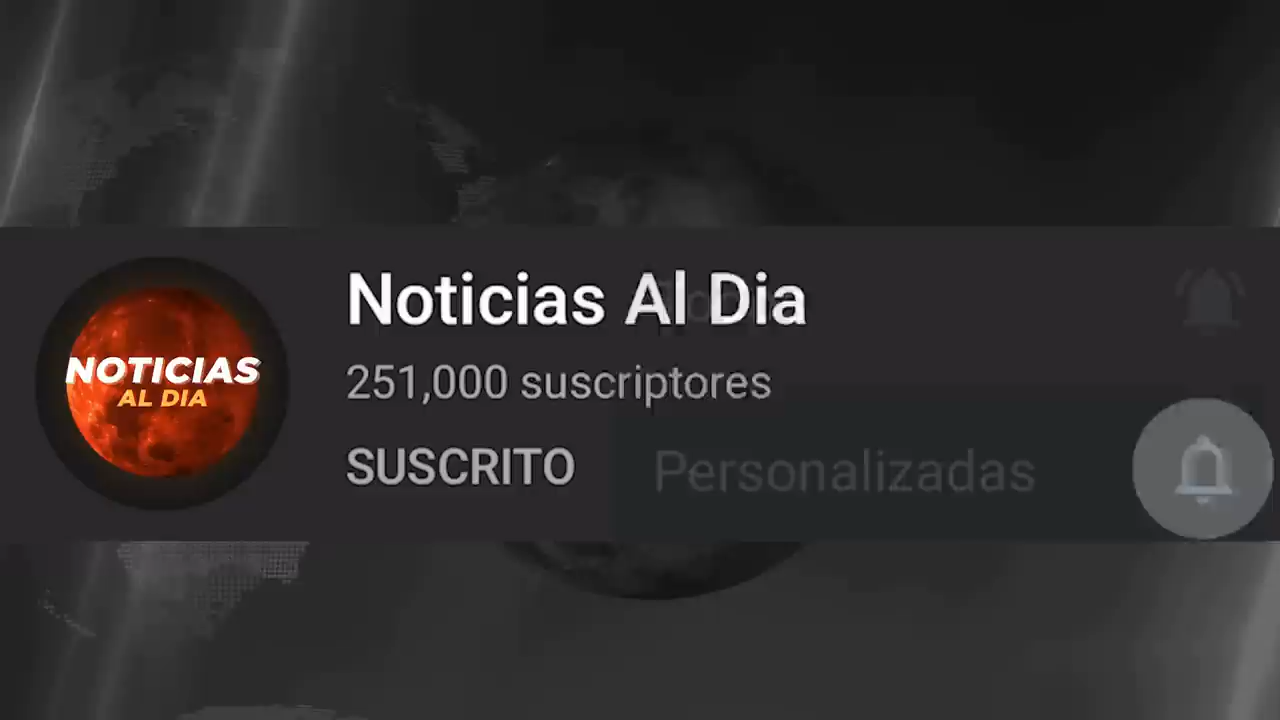 Noticias Al Dia
251,000 suscriptores
SUSCRITO
Personalizadas
NOTICIAS
AL DIA